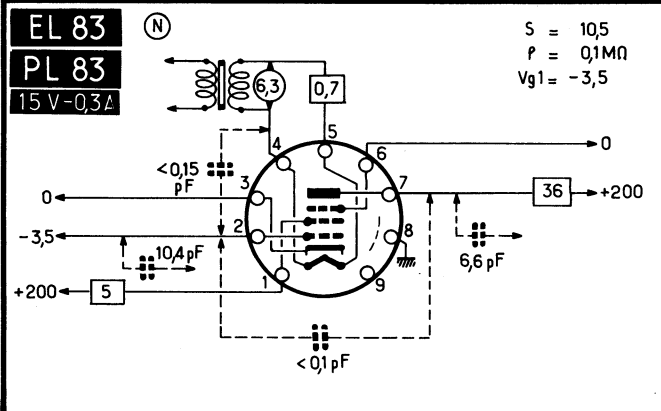 EL 83
N
S = 10,5
PL 83
ρ = 0,1 MΩ
15 V-0,3A
Vg1 = -3,5
6,3
0,7
5
4
6
0
<0,15
pF
3
7
0
36
+200
2
-3,5
8
10,4 pF
6,6 pF
1
9
+200
5
<0,1 pF